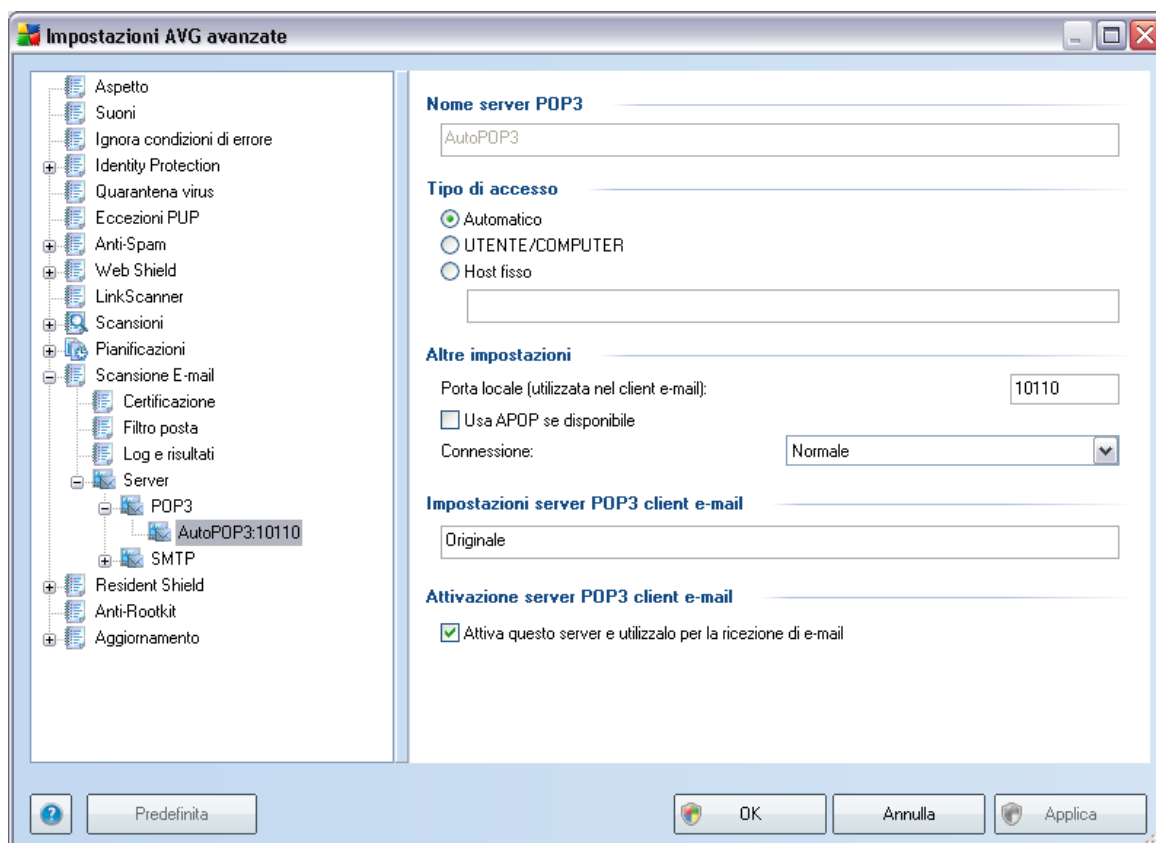 Impostazioni AVG avanzate
Aspetto
Suoni
Ignora condizioni di errore
Identity Protection
Quarantena virus
Eccezioni PUP
Anti-Spam
Web Shield
LinkScanner
Scansioni
Pianificazioni
Scansione E-mail
Certificazione
Filtro posta
Log e risultati
Server
POP3
AutoPOP3:10110
SMTP
Resident Shield
Anti-Rootkit
Aggiornamento
Nome server POP3
AutoPOP3
Tipo di accesso
Automatico
UTENTE/COMPUTER
Host fisso
Altre impostazioni
Porta locale (utilizzata nel client e-mail): 10110
Usa APOP se disponibile
Connessione: Normale
Impostazioni server POP3 client e-mail
Originale
Attivazione server POP3 client e-mail
Attiva questo server e utilizzalo per la ricezione di e-mail
? Predefinita OK Annulla Applica